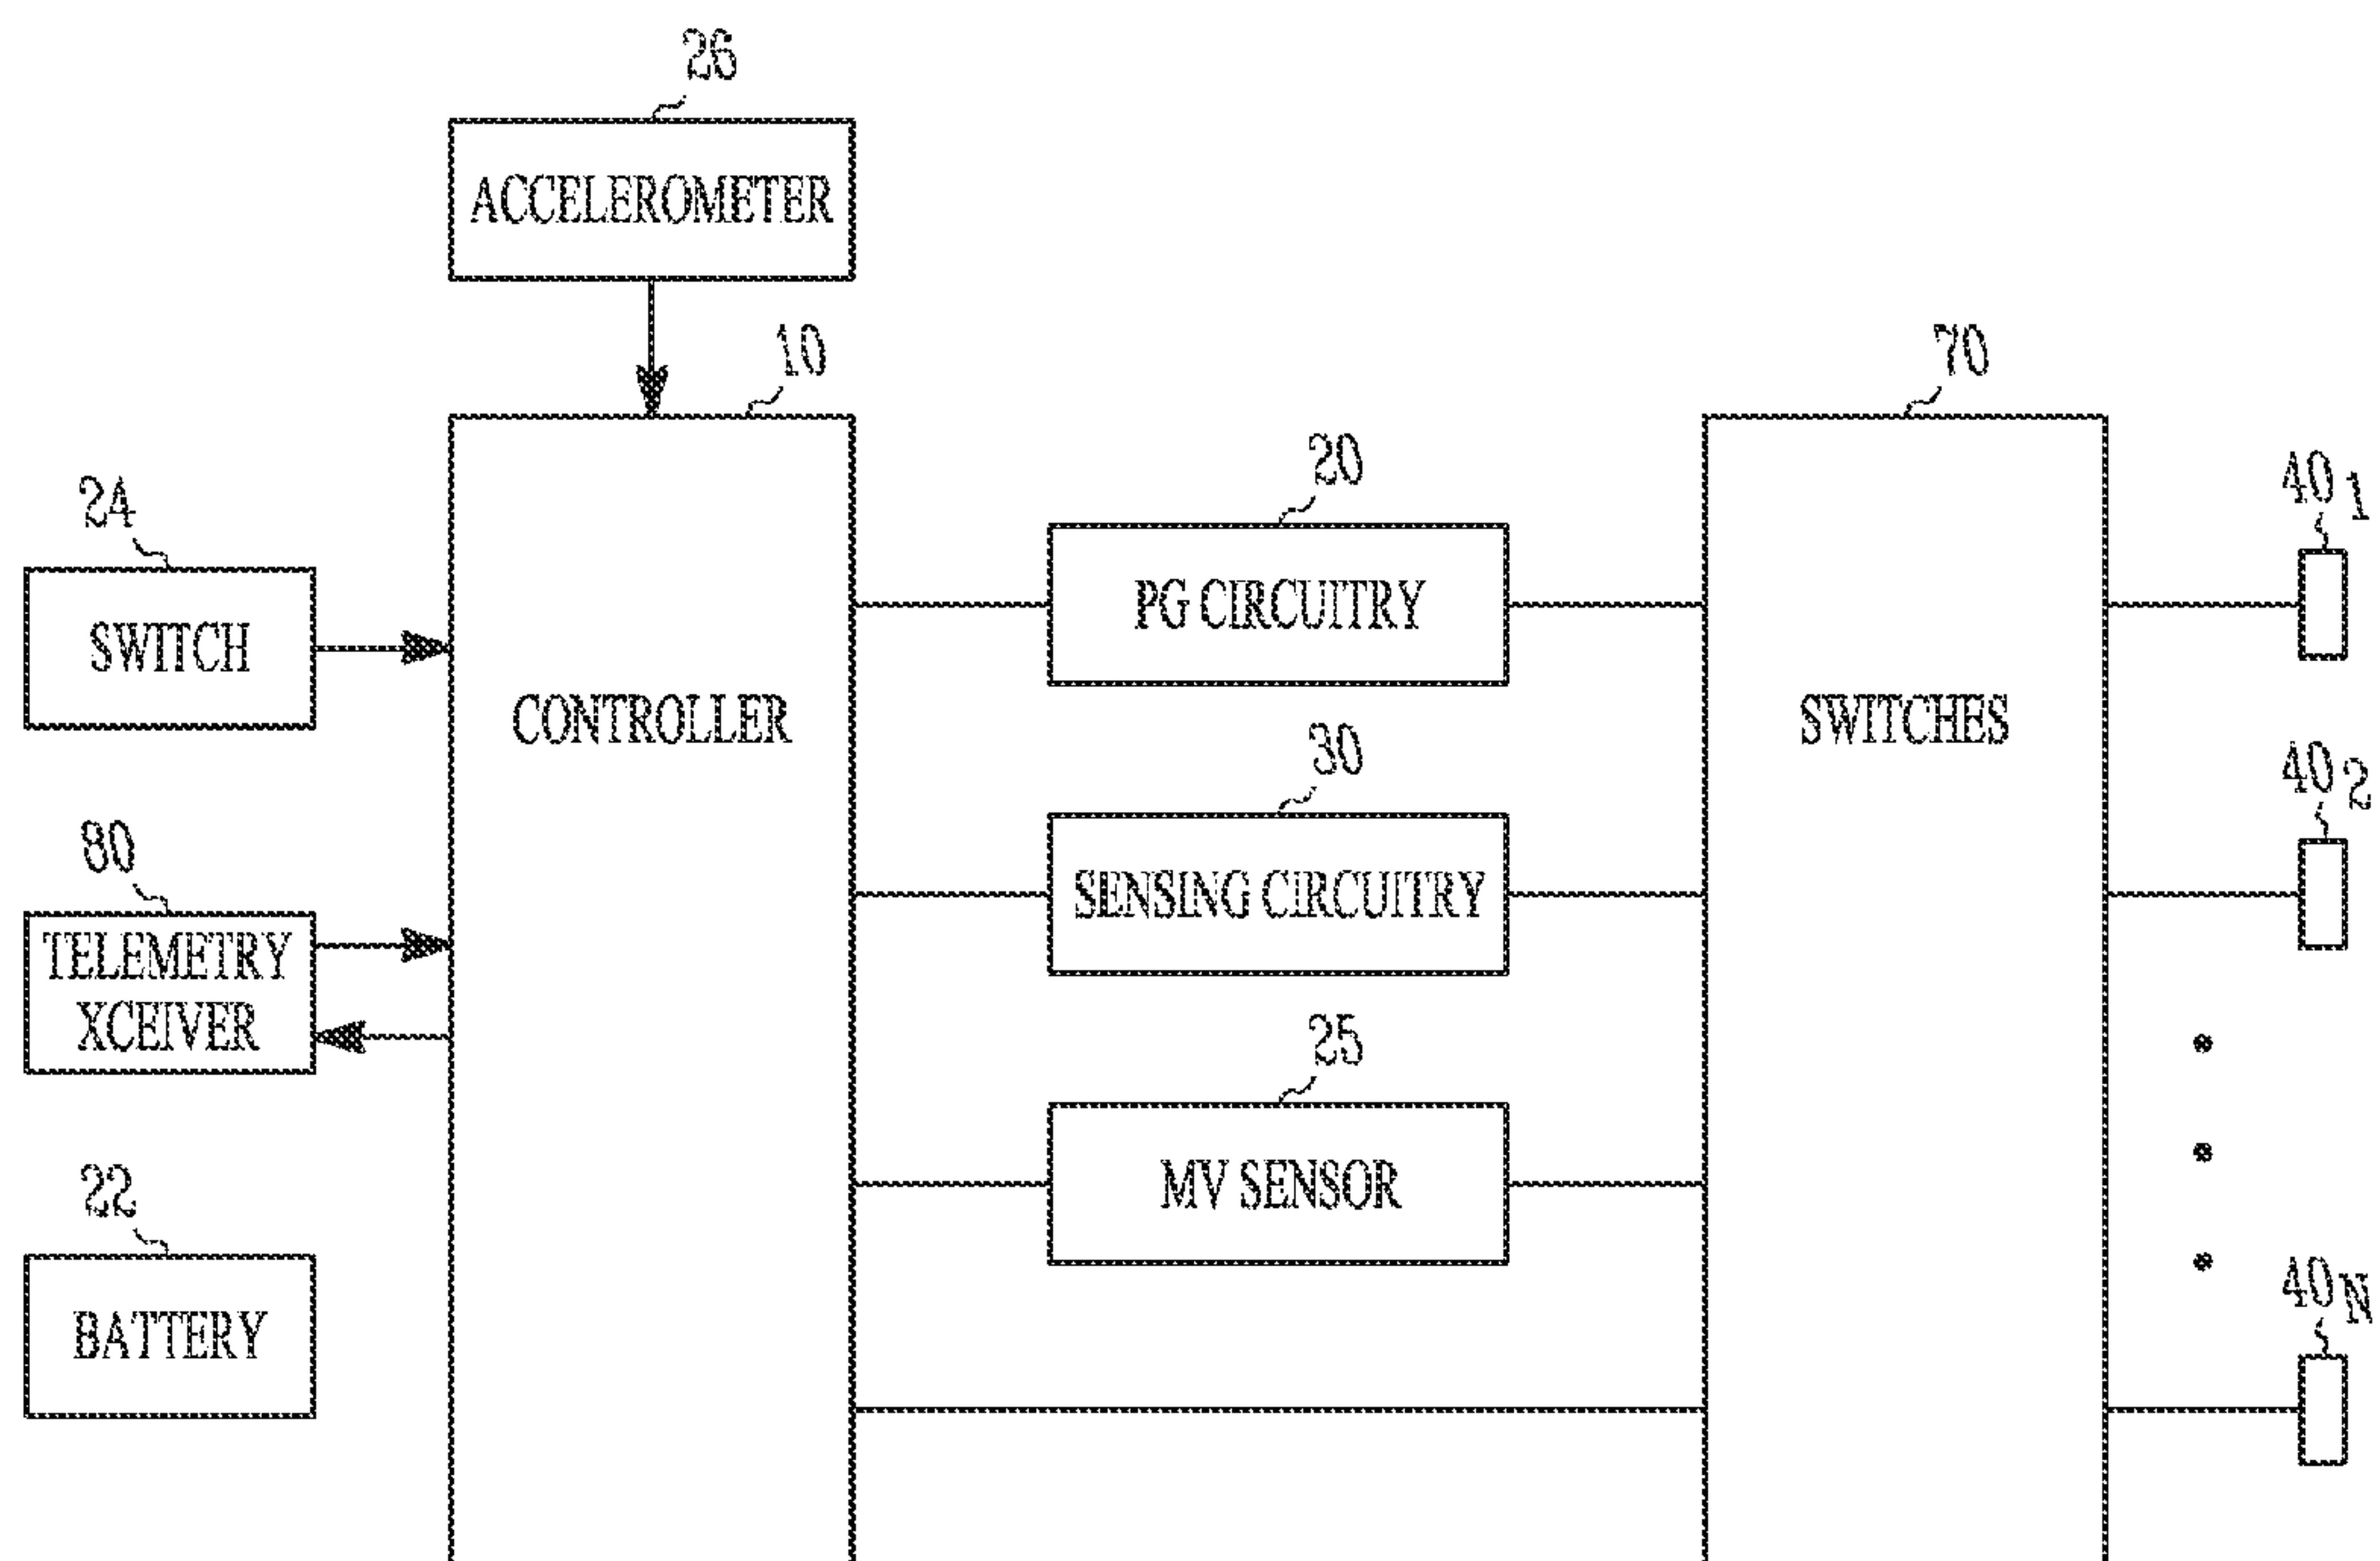 26
ACCELEROMETER
10
70
20
40 1
24
PG CIRCUITRY
SWITCH
CONTROLLER
SWITCHES
30
40 2
80
SENSING CIRCUITRY
TELEMETRY
XCEIVER
25
22
MV SENSOR
40 N
BATTERY